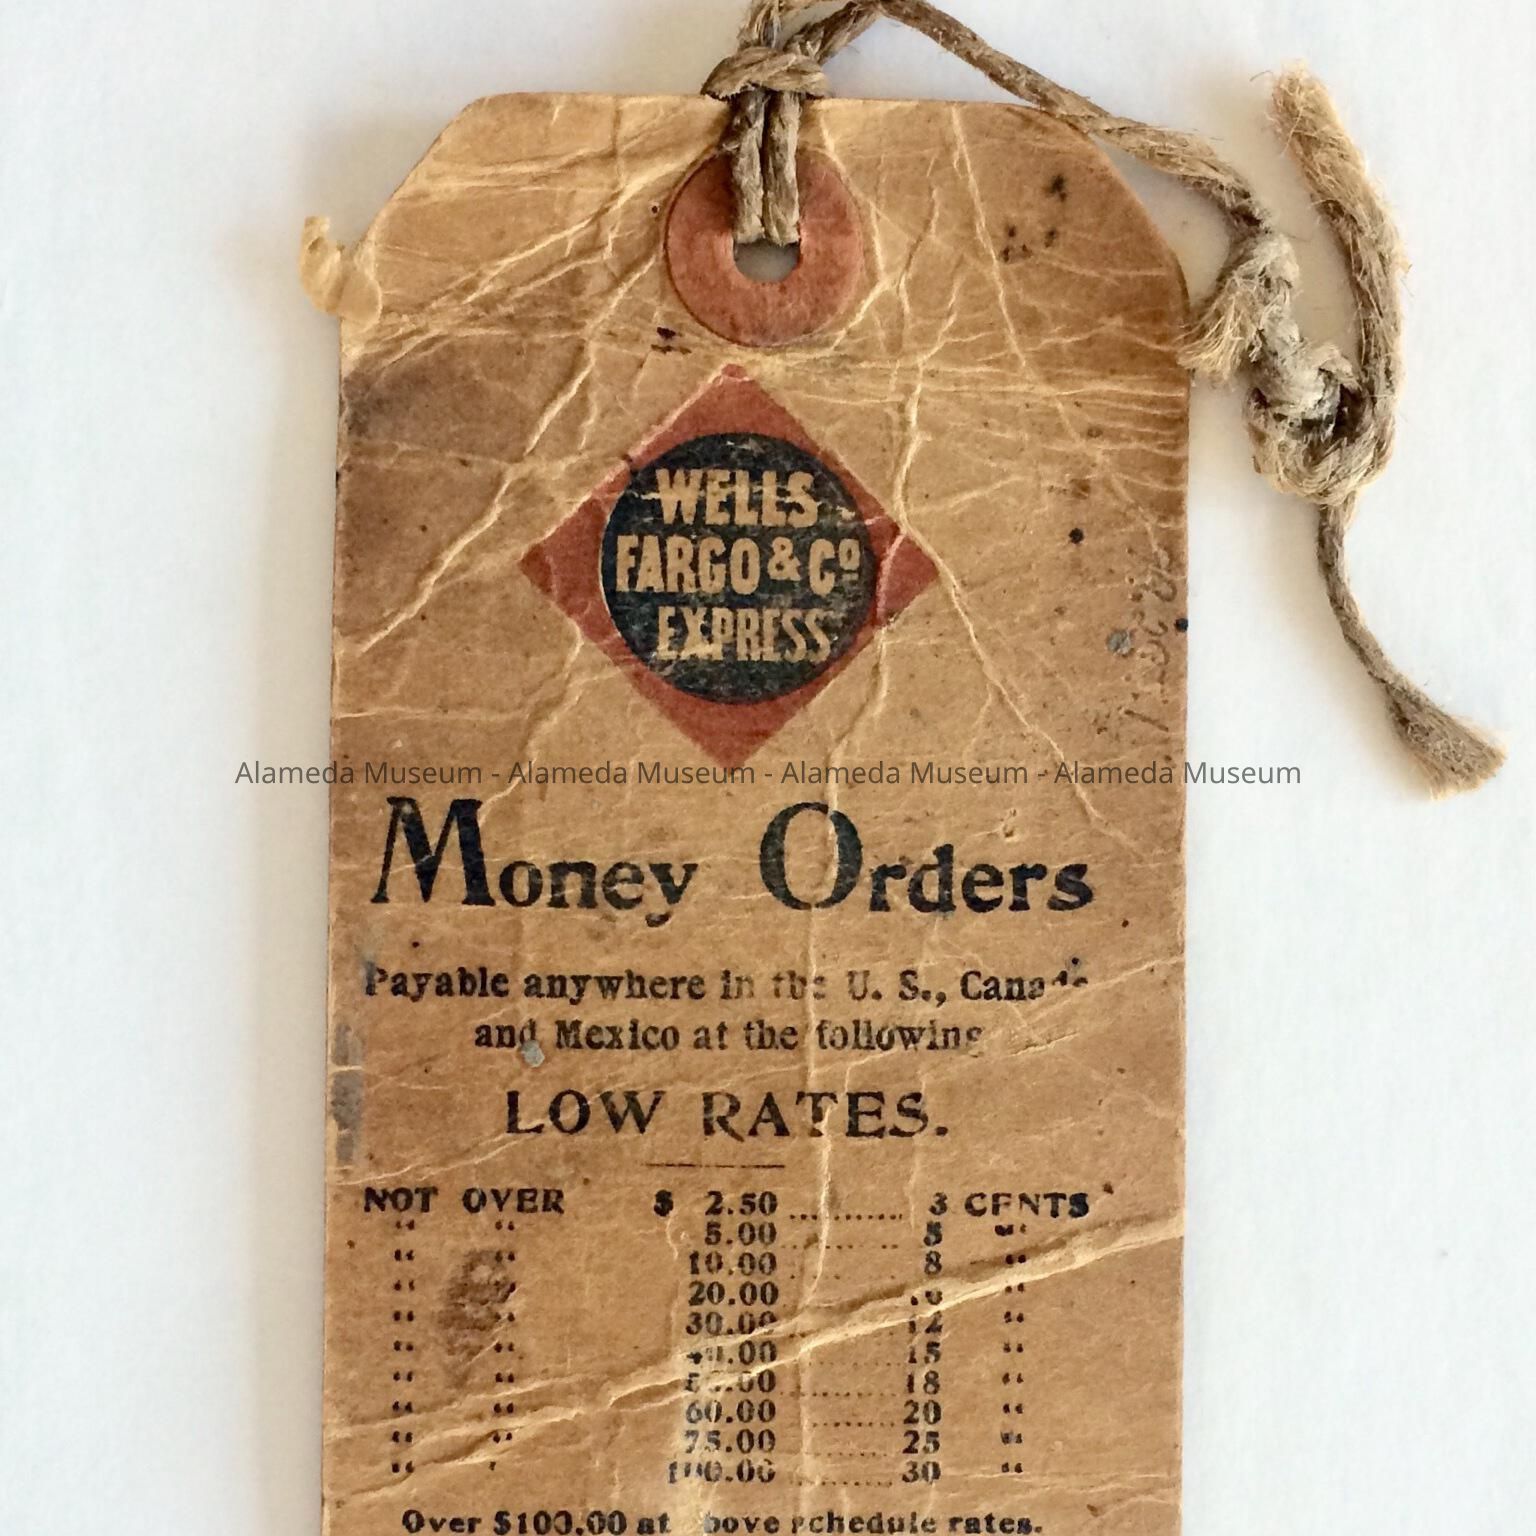 WELLS
FARGO & Cº
EXPRESS
Alameda Museum - Alameda Museum - Alameda Museum - Alameda Museum
Money Orders
Payable anywhere in the U. S., Canada
and Mexico at the following
LOW RATES.
NOT OVER $ 2.50 .......... 3 CENTS
“ “ 5.00 .......... 5 “
“ “ 10.00 .......... 8 “
“ “ 20.00 .......... 10 “
“ “ 30.00 .......... 12 “
“ “ 40.00 .......... 15 “
“ “ 50.00 .......... 18 “
“ “ 60.00 .......... 20 “
“ “ 75.00 .......... 25 “
“ “ 100.00 .......... 30 “
Over $100.00 at above schedule rates.